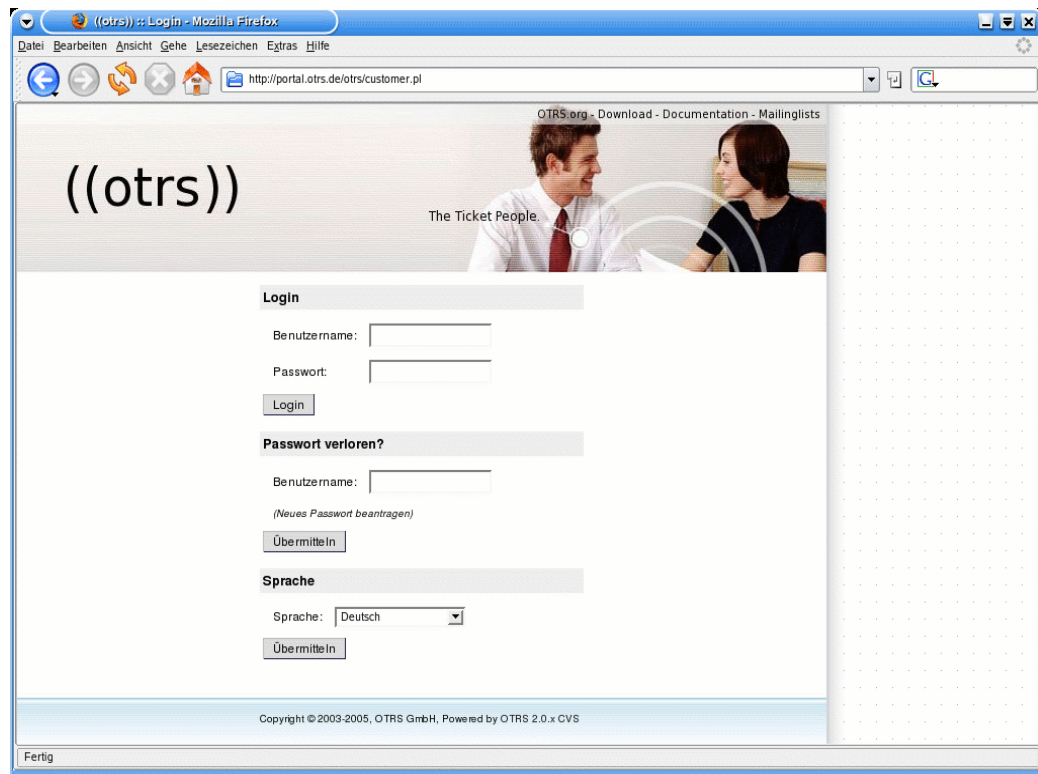 ((otrs)) :: Login - Mozilla Firefox
Datei Bearbeiten Ansicht Gehe Lesezeichen Extras Hilfe
http://portal.otrs.de/otrs/customer.pl
G
OTRS.org - Download - Documentation - Mailinglists
((otrs))
The Ticket People.
Login
Benutzername:
Passwort:
Login
Passwort verloren?
Benutzername:
(Neues Passwort beantragen)
Übermitteln
Sprache
Sprache: Deutsch
Übermitteln
Copyright © 2003-2005, OTRS GmbH, Powered by OTRS 2.0.x CVS
Fertig